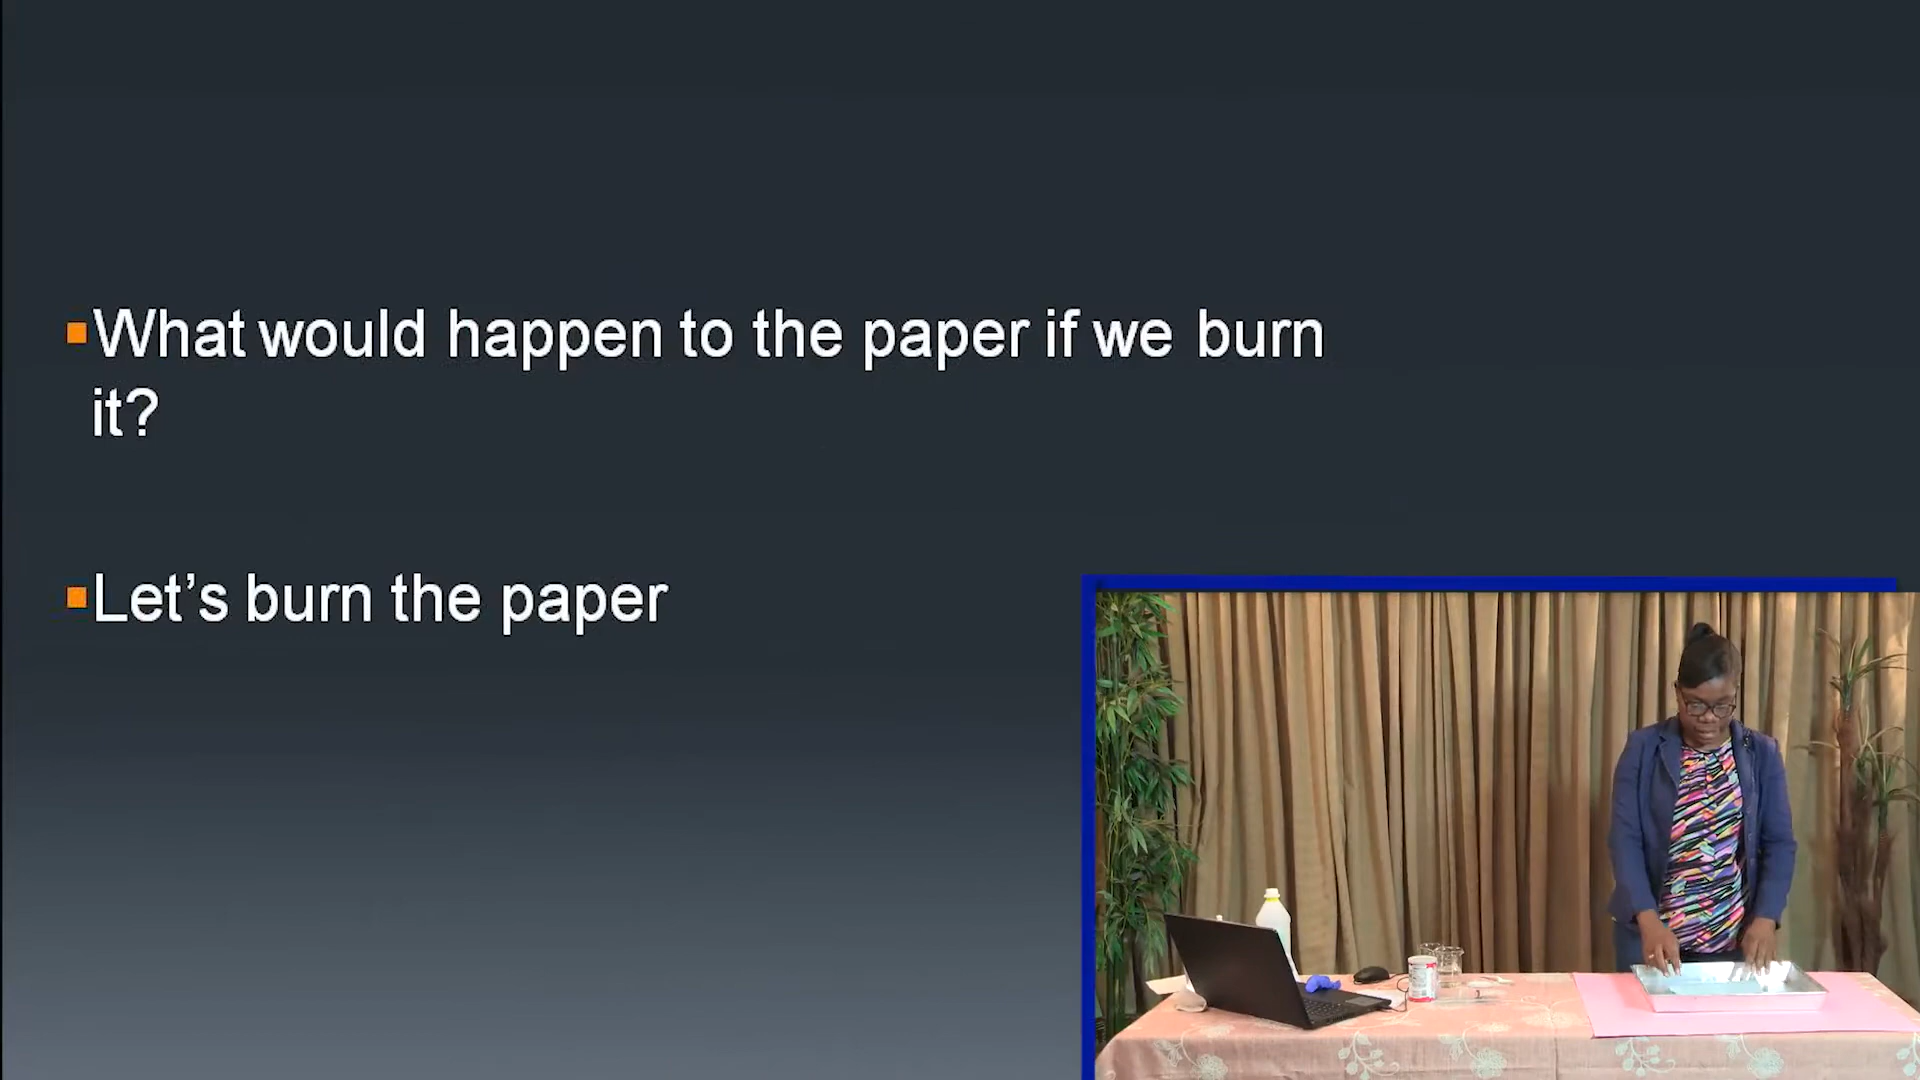 What would happen to the paper if we burn
it?
Let’s burn the paper